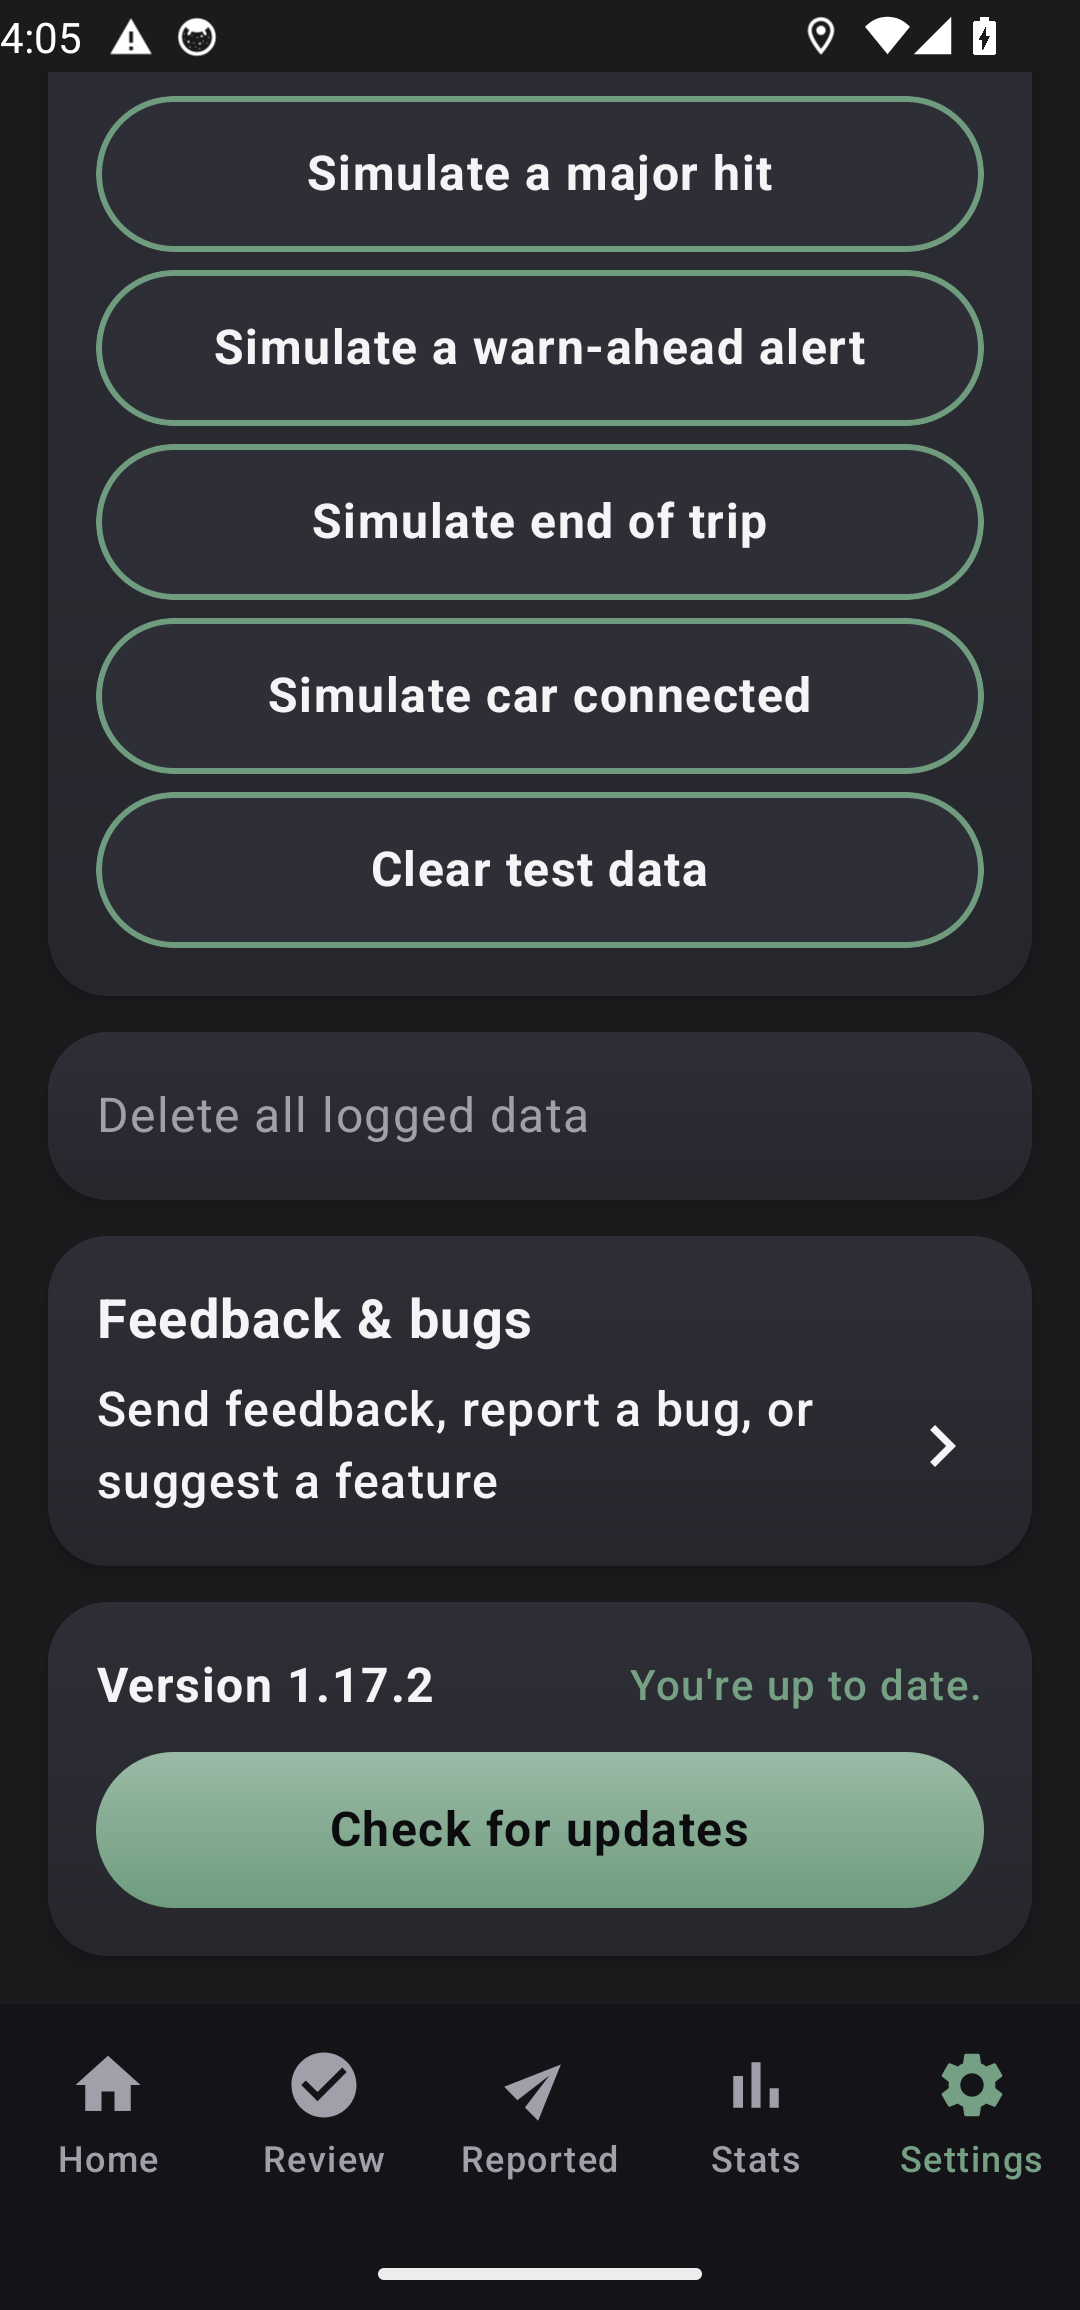 4:05
Simulate a major hit
Simulate a warn-ahead alert
Simulate end of trip
Simulate car connected
Clear test data
Delete all logged data
Feedback & bugs
Send feedback, report a bug, or
suggest a feature
Version 1.17.2
You're up to date.
Check for updates
Home
Review
Reported
Stats
Settings